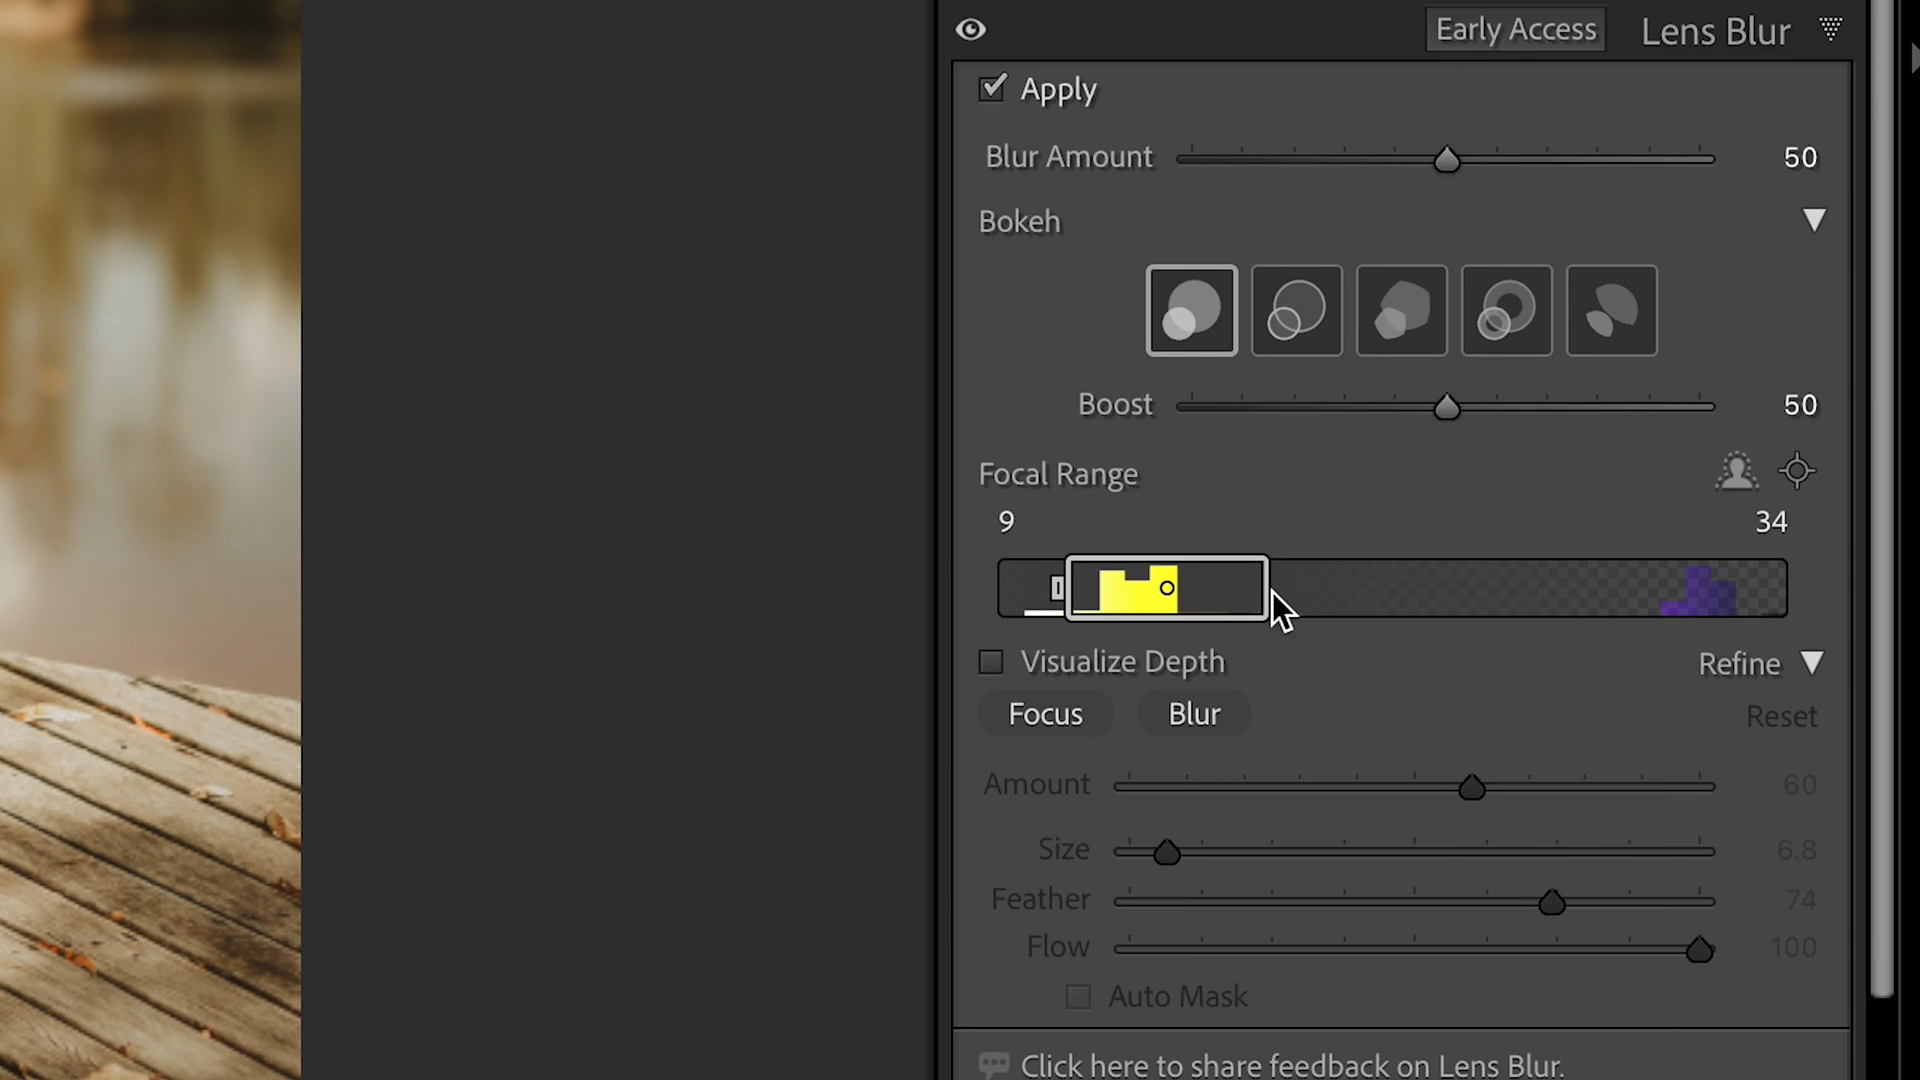 Early Access Lens Blur
Apply
Blur Amount 50
Bokeh
Boost 50
Focal Range
9 34
Visualize Depth Refine
Focus Blur Reset
Amount 60
Size 6.8
Feather 74
Flow 100
Auto Mask
Click here to share feedback on Lens Blur.